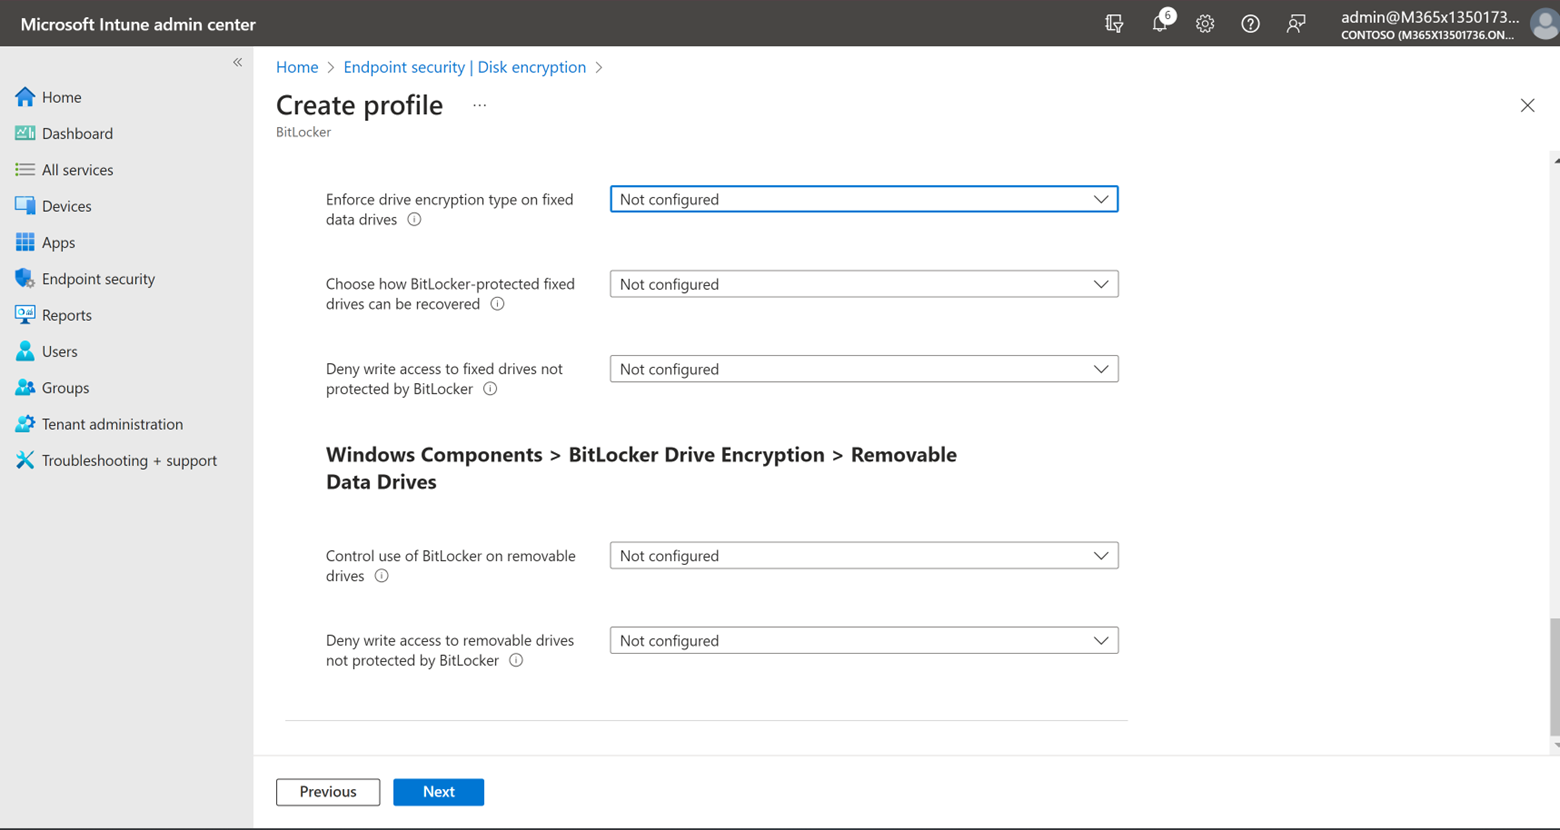 Microsoft Intune admin center
6
admin@M365x1350173...
CONTOSO (M365X13501736.ON...
«
Home
Dashboard
All services
Devices
Apps
Endpoint security
Reports
Users
Groups
Tenant administration
Troubleshooting + support
Home > Endpoint security | Disk encryption >
Create profile ...
BitLocker
Enforce drive encryption type on fixed
data drives
Not configured
Choose how BitLocker-protected fixed
drives can be recovered
Not configured
Deny write access to fixed drives not
protected by BitLocker
Not configured
Windows Components > BitLocker Drive Encryption > Removable
Data Drives
Control use of BitLocker on removable
drives
Not configured
Deny write access to removable drives
not protected by BitLocker
Not configured
Previous
Next